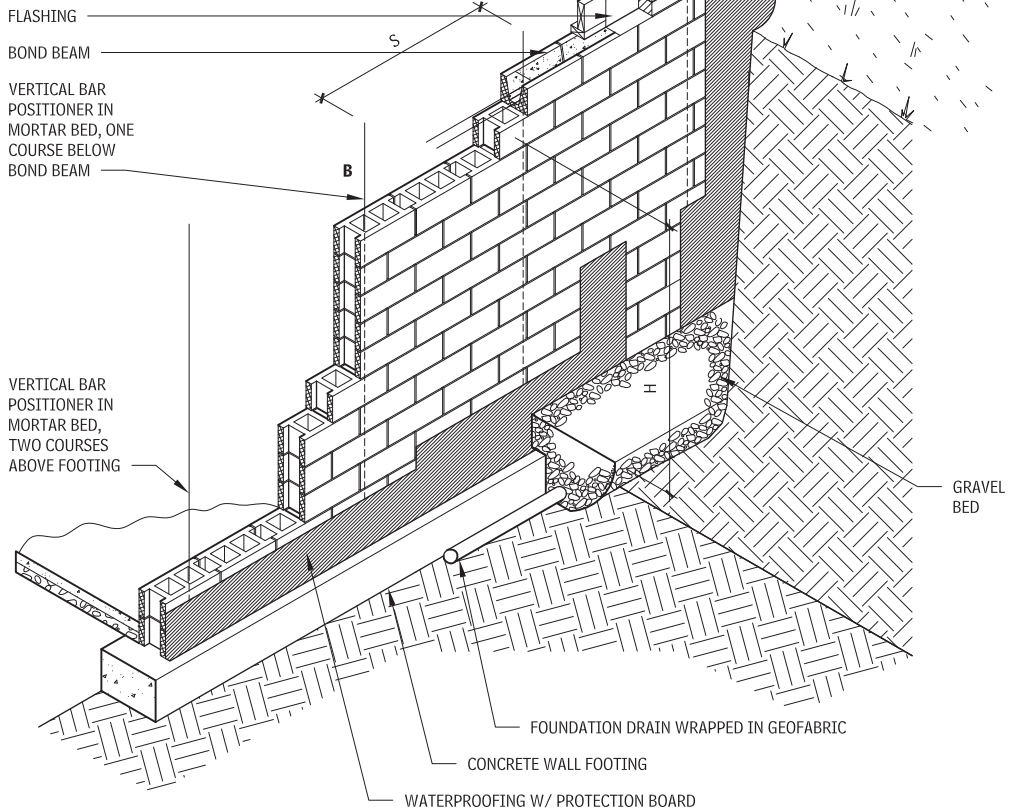 FLASHING
S
BOND BEAM
VERTICAL BAR
POSITIONER IN
MORTAR BED, ONE
COURSE BELOW
BOND BEAM
B
VERTICAL BAR
POSITIONER IN
MORTAR BED,
TWO COURSES
ABOVE FOOTING
H
GRAVEL
BED
FOUNDATION DRAIN WRAPPED IN GEOFABRIC
CONCRETE WALL FOOTING
WATERPROOFING W/ PROTECTION BOARD